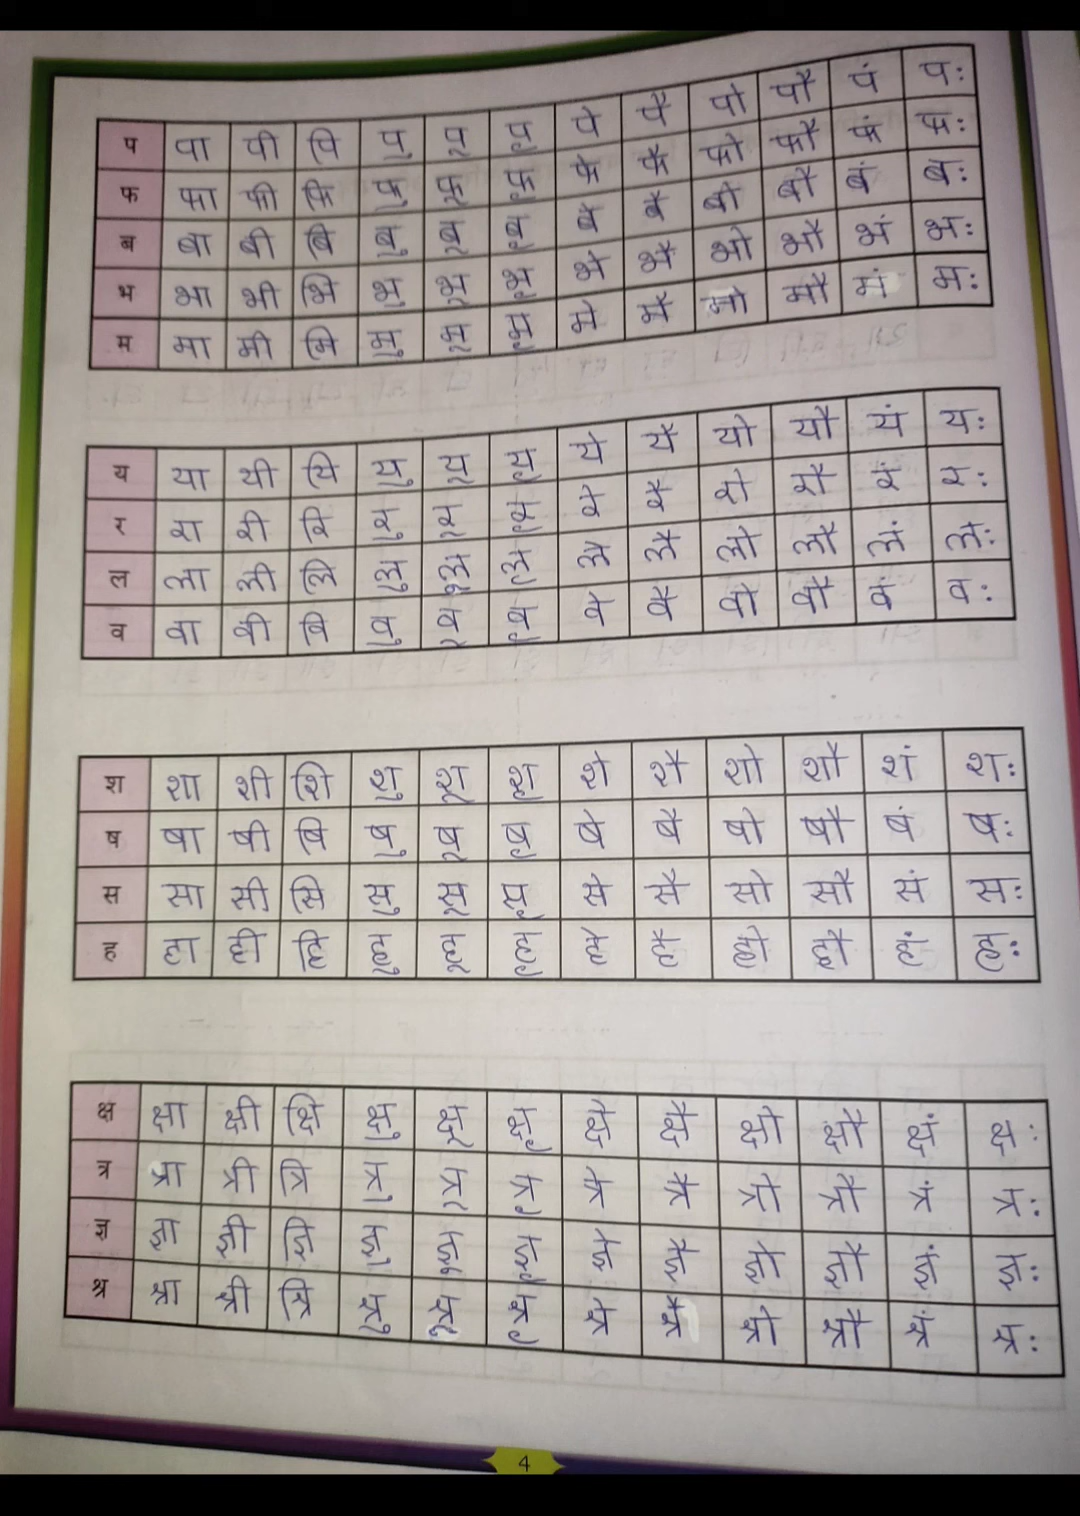 प पा पी पि पु पू पृ पे पै पो पौ पं पः
फ फा फी फि फु फू फृ फे फै फो फौ फं फः
ब बा बी बि बु बू बृ बे बै बो बौ बं बः
भ भा भी भि भु भू भृ भे भै भो भौ भं भः
म मा मी मि मु मू मृ मे मै मो मौ मं मः
य या यी यि यु यू यृ ये यै यो यौ यं यः
र रा री रि रु रू रृ रे रै रो रौ रं रः
ल ला ली लि लु लू लृ ले लै लो लौ लं लः
व वा वी वि वु वू वृ वे वै वो वौ वं वः
श शा शी शि शु शू शृ शे शै शो शौ शं शः
ष षा षी षि षु षू षृ षे षै षो षौ षं षः
स सा सी सि सु सू सृ से सै सो सौ सं सः
ह हा ही हि हु हू हृ हे है हो हौ हं हः
क्ष क्षा क्षी क्षि क्षु क्षू क्षृ क्षे क्षै क्षो क्षौ क्षं क्षः
त्र त्रा त्री त्रि त्रु त्रू त्रृ त्रे त्रै त्रो त्रौ त्रं त्रः
ज्ञ ज्ञा ज्ञी ज्ञि ज्ञु ज्ञू ज्ञृ ज्ञे ज्ञै ज्ञो ज्ञौ ज्ञं ज्ञः
श्र श्रा श्री श्रि श्रु श्रू श्रृ श्रे श्रै श्रो श्रौ श्रं श्रः
4